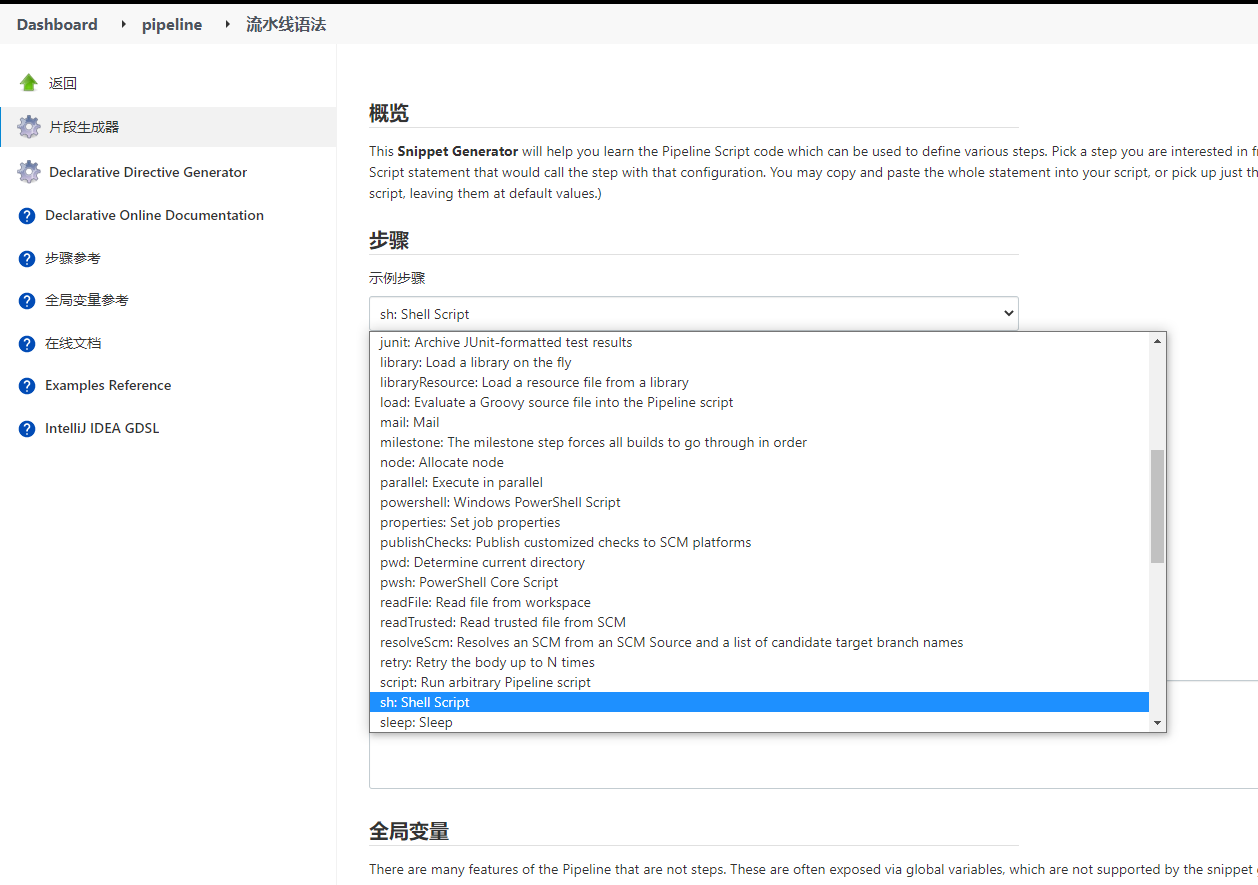 Dashboard pipeline 流水线语法
返回
片段生成器
Declarative Directive Generator
Declarative Online Documentation
步骤参考
全局变量参考
在线文档
Examples Reference
IntelliJ IDEA GDSL
概览
This Snippet Generator will help you learn the Pipeline Script code which can be used to define various steps. Pick a step you are interested in
Script statement that would call the step with that configuration. You may copy and paste the whole statement into your script, or pick up just
script, leaving them at default values.)
步骤
示例步骤
sh: Shell Script
junit: Archive JUnit-formatted test results
library: Load a library on the fly
libraryResource: Load a resource file from a library
load: Evaluate a Groovy source file into the Pipeline script
mail: Mail
milestone: The milestone step forces all builds to go through in order
node: Allocate node
parallel: Execute in parallel
powershell: Windows PowerShell Script
properties: Set job properties
publishChecks: Publish customized checks to SCM platforms
pwd: Determine current directory
pwsh: PowerShell Core Script
readFile: Read file from workspace
readTrusted: Read trusted file from SCM
resolveScm: Resolves an SCM from an SCM Source and a list of candidate target branch names
retry: Retry the body up to N times
script: Run arbitrary Pipeline script
sh: Shell Script
sleep: Sleep
全局变量
There are many features of the Pipeline that are not steps. These are often exposed via global variables, which are not supported by the snippet